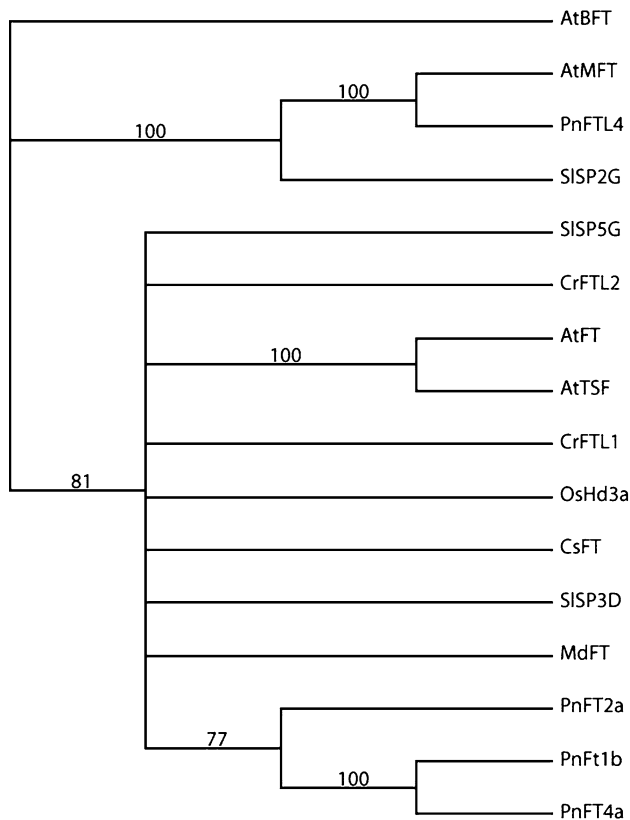 AtBFT
AtMFT
100
PnFTL4
100
SlSP2G
SlSP5G
CrFTL2
AtFT
100
AtTSF
CrFTL1
81
OsHd3a
CsFT
SlSP3D
MdFT
PnFT2a
77
PnFt1b
100
PnFT4a